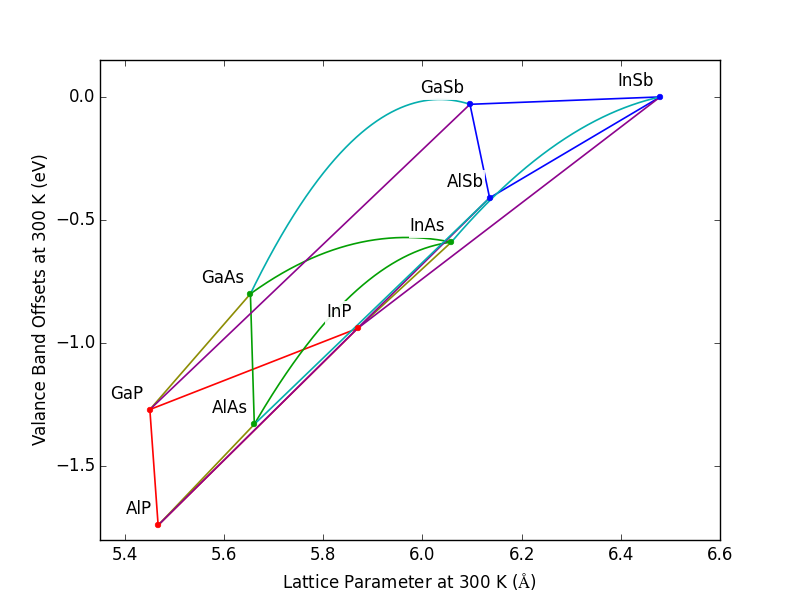 InSb
GaSb
0.0
AlSb
−0.5
InAs
GaAs
InP
−1.0
GaP
AlAs
−1.5
AlP
5.4 5.6 5.8 6.0 6.2 6.4 6.6
Lattice Parameter at 300 K (Å)
Valance Band Offsets at 300 K (eV)